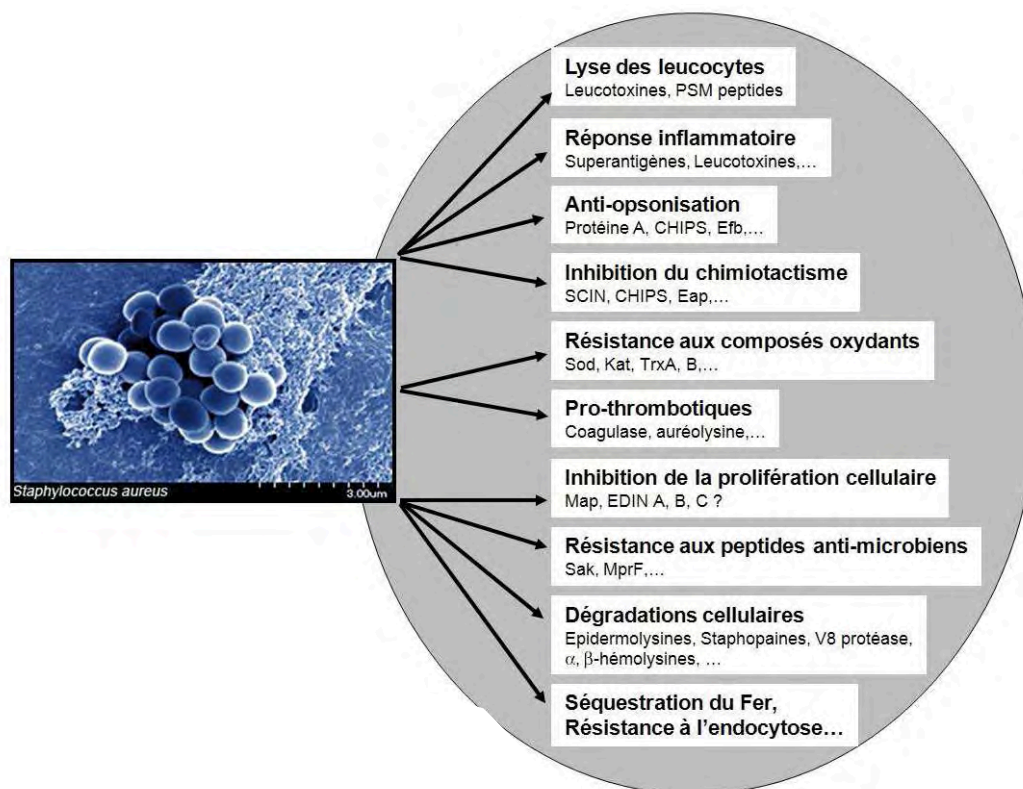 Lyse des leucocytes
Leucotoxines, PSM peptides
Réponse inflammatoire
Superantigènes, Leucotoxines,…
Anti-opsonisation
Protéine A, CHIPS, Efb,…
Inhibition du chimiotactisme
SCIN, CHIPS, Eap,…
Résistance aux composés oxydants
Sod, Kat, TrxA, B,…
Pro-thrombotiques
Coagulase, auréolysine,…
Inhibition de la prolifération cellulaire
Map, EDIN A, B, C ?
Résistance aux peptides anti-microbiens
Sak, MprF,…
Dégradations cellulaires
Epidermolysines, Staphopaines, V8 protéase,
α, β-hémolysines, …
Séquestration du Fer,
Résistance à l'endocytose…
Staphylococcus aureus
3.00um